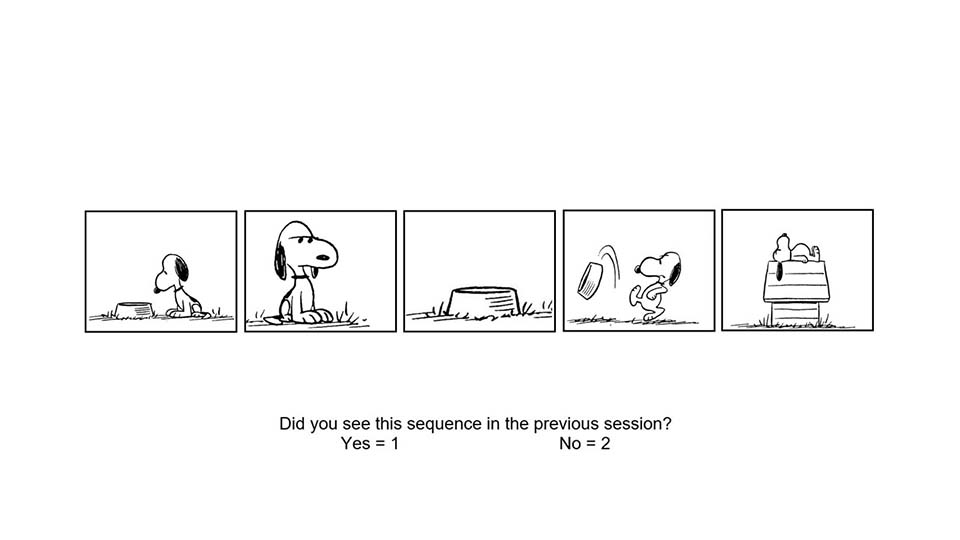 Did you see this sequence in the previous session?
Yes = 1 No = 2